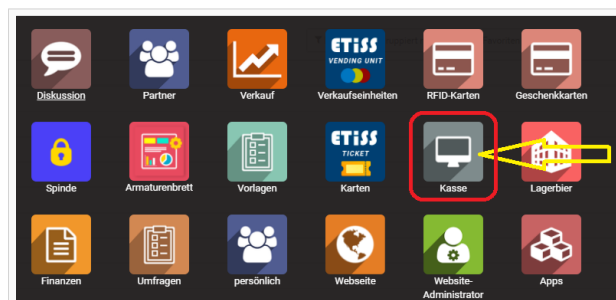 ETISS
VENDING UNIT
Diskussion
Partner
Verkauf
Verkaufseinheiten
RFID-Karten
Geschenkkarten
ETISS
TICKET
Spinde
Armaturenbrett
Vorlagen
Karten
Kasse
Lagerbier
Finanzen
Umfragen
persönlich
Webseite
Website-
Administrator
Apps